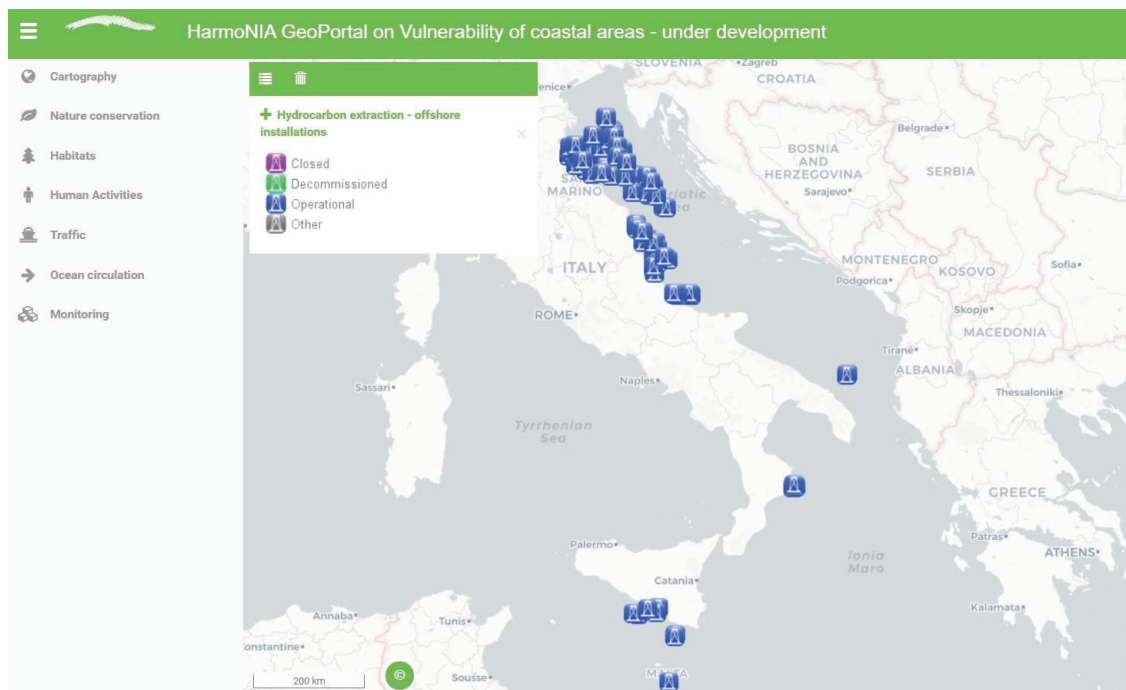 HarmoNIA GeoPortal on Vulnerability of coastal areas - under development
Cartography
Nature conservation
Habitats
Human Activities
Traffic
Ocean circulation
Monitoring
Hydrocarbon extraction - offshore
installations
Closed
Decommissioned
Operational
Other
SLOVENIA
Zagreb
CROATIA
enice
Belgrade
BOSNIA
AND
HERZEGOVINA
SERBIA
Sarajevo
MARINO
ITALY
MONTENEGRO
KOSOVO
Sofia
Podgorica
Skopje
ROME
MACEDONIA
Tiranë
ALBANIA
Sassari
Naples
Thessaloniki
Tyrrhenian
Sea
GREECE
Patras
ATHENS
Palermo
Ionia
Maro
Catania
Annaba
Tunis
Kalamata
onstantine
200 km
©
Sousse